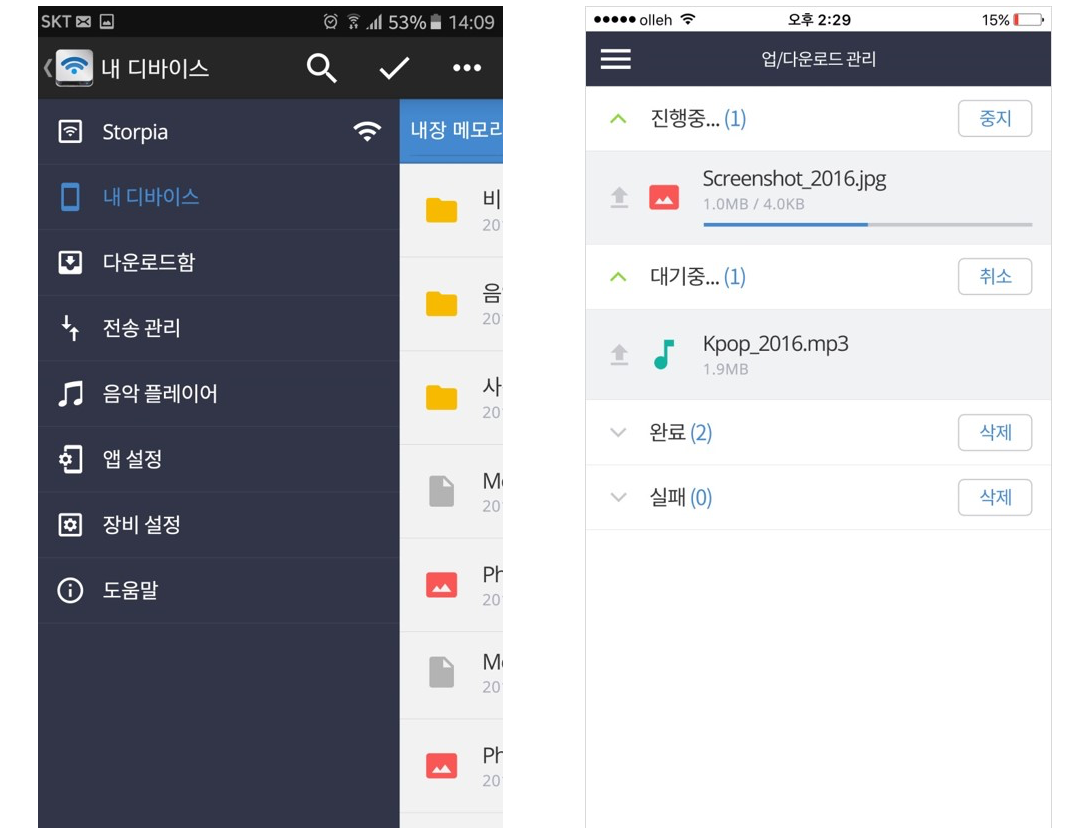 SKT 53% 14:09
내 디바이스
Storpia
내 디바이스
다운로드함
전송 관리
음악 플레이어
앱 설정
장비 설정
도움말
내장 메모리
비
20
음
20
사
20
Mo
20
Ph
20
Mo
20
Ph
20
olleh 오후 2:29 15%
업/다운로드 관리
진행중... (1) 중지
Screenshot_2016.jpg
1.0MB / 4.0KB
대기중... (1) 취소
Kpop_2016.mp3
1.9MB
완료 (2) 삭제
실패 (0) 삭제